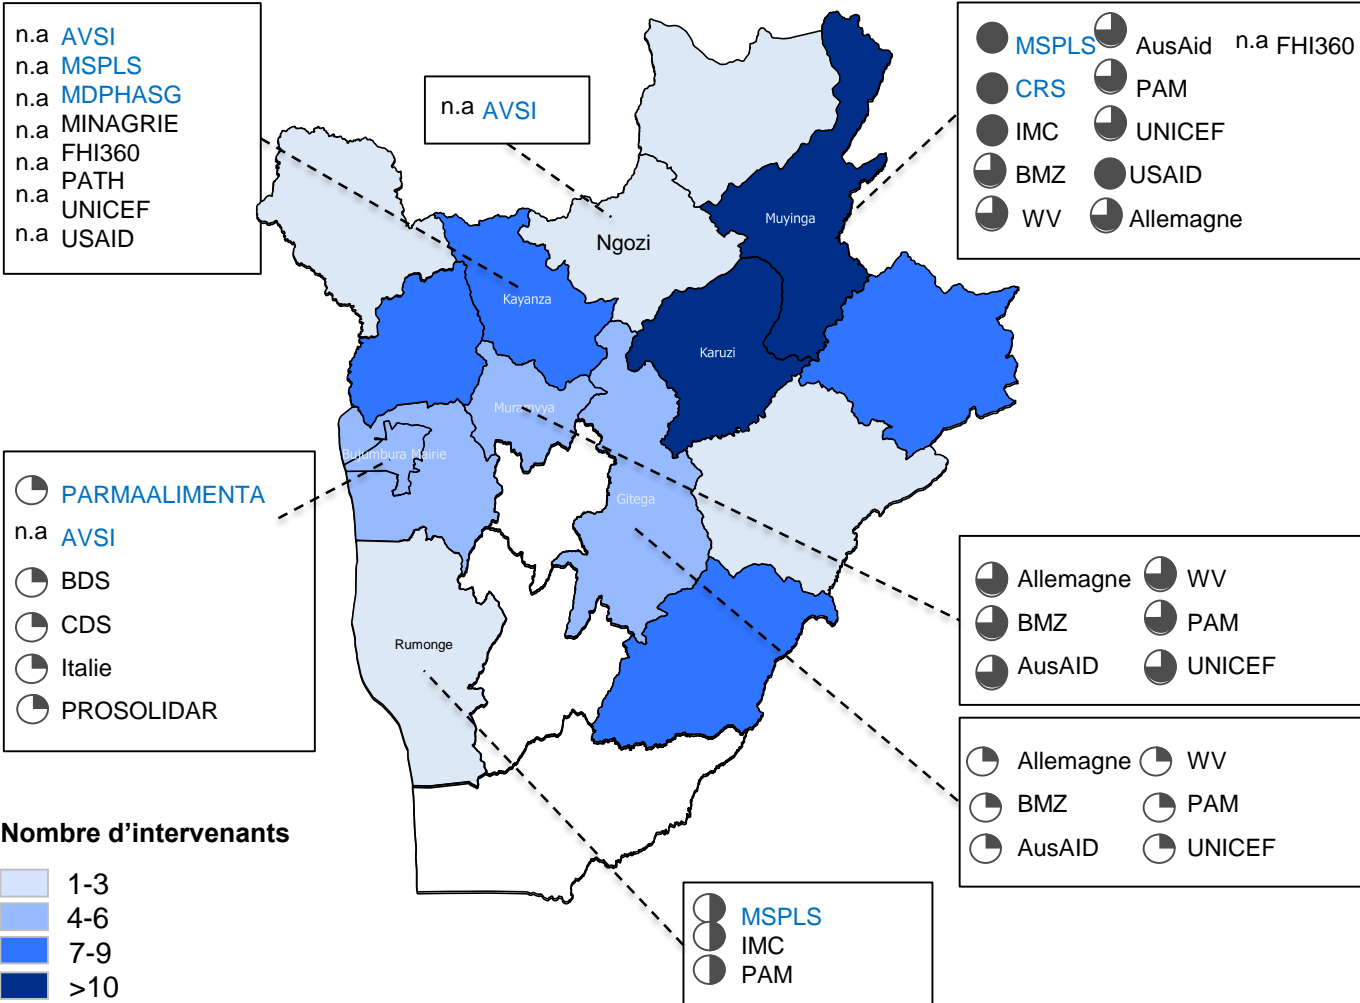 n.a AVSI
n.a MSPLS
n.a MDPHASG
n.a MINAGRIE
n.a FHI360
n.a PATH
n.a UNICEF
n.a USAID
n.a AVSI
MSPLS AusAid n.a FHI360
CRS PAM
IMC UNICEF
BMZ USAID
WV Allemagne
Muyinga
Ngozi
Kayanza
Karuzi
Muramvya
Bujumbura Mairie
Gitega
Rumonge
PARMAALIMENTA
n.a AVSI
BDS
CDS
Italie
PROSOLIDAR
Allemagne WV
BMZ PAM
AusAID UNICEF
Allemagne WV
BMZ PAM
AusAID UNICEF
MSPLS
IMC
PAM
Nombre d’intervenants
1-3
4-6
7-9
>10